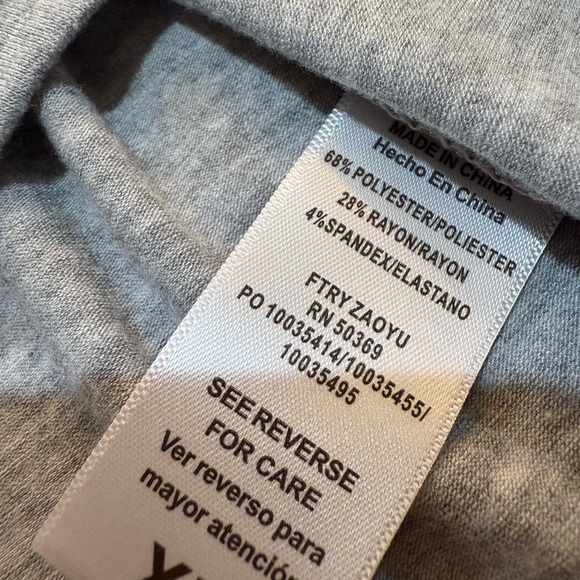 MADE IN CHINA
Hecho En China
68% POLYESTER/POLIESTER
28% RAYON/RAYON
4%SPANDEX/ELASTANO
FTRY ZAOYU
RN 50369
PO 10035414/10035455/
10035495
SEE REVERSE
FOR CARE
Ver reverso para
mayor atención